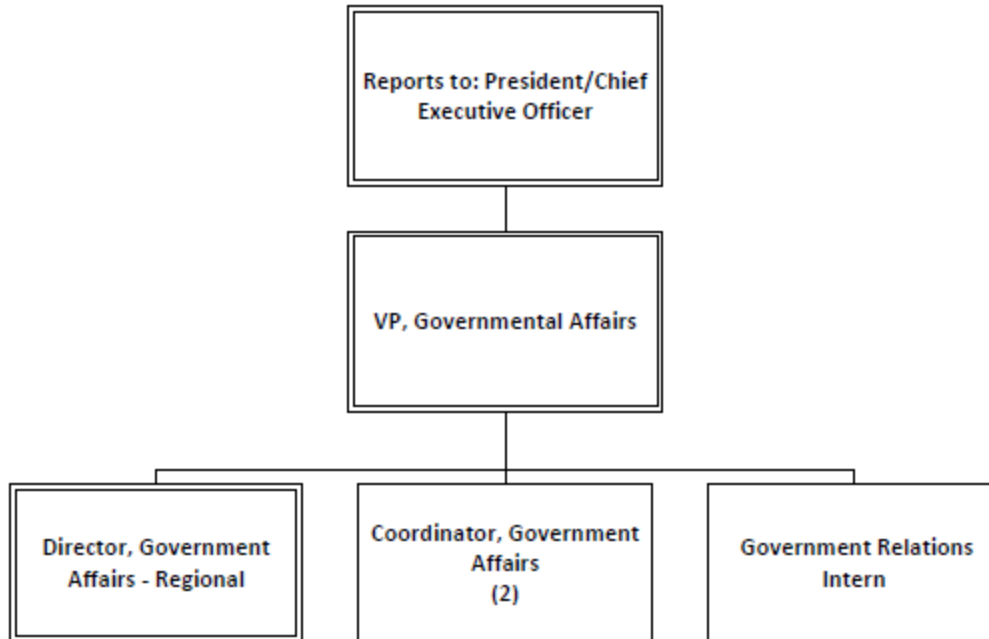 Reports to: President/Chief
Executive Officer
VP, Governmental Affairs
Director, Government
Affairs - Regional
Coordinator, Government
Affairs
(2)
Government Relations
Intern